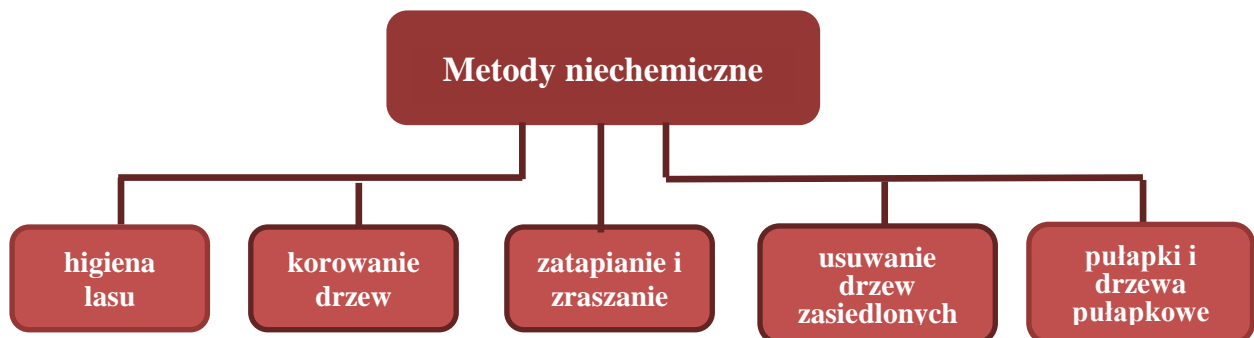 Metody niechemiczne
higiena
lasu
korowanie
drzew
zatapianie i
zraszanie
usuwanie
drzew
zasiedlonych
pułapki i
drzewa
pułapkowe